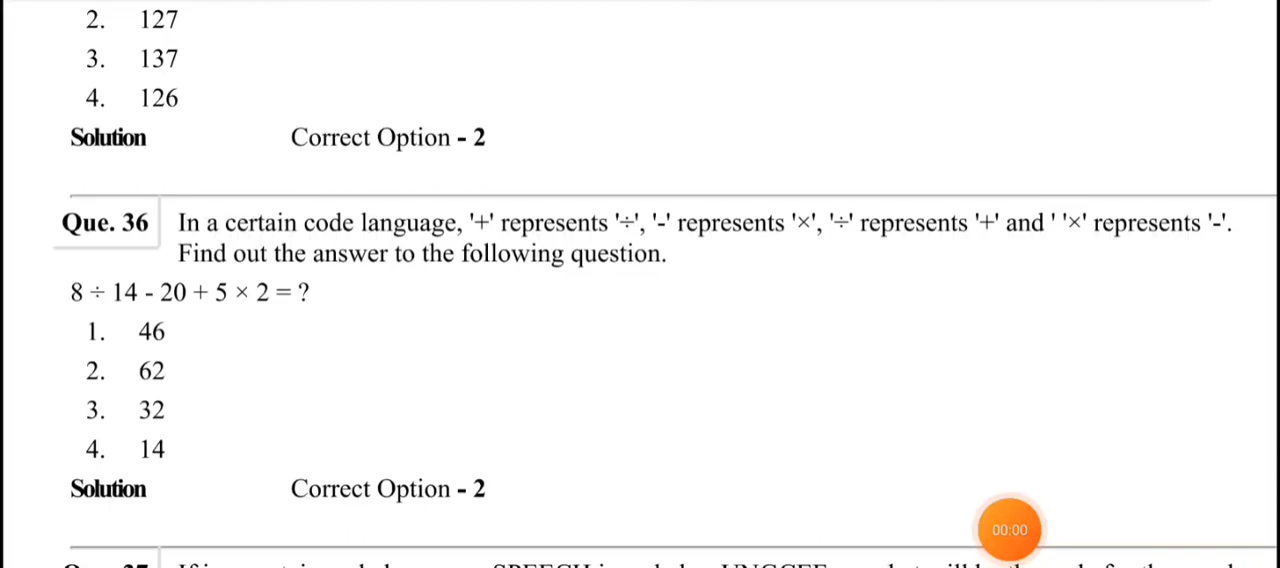 2. 127
3. 137
4. 126
Solution Correct Option - 2
Que. 36 In a certain code language, '+' represents '÷', '-' represents '×', '÷' represents '+' and ' '×' represents '-'.
Find out the answer to the following question.
8 ÷ 14 - 20 + 5 × 2 = ?
1. 46
2. 62
3. 32
4. 14
Solution Correct Option - 2
00:00